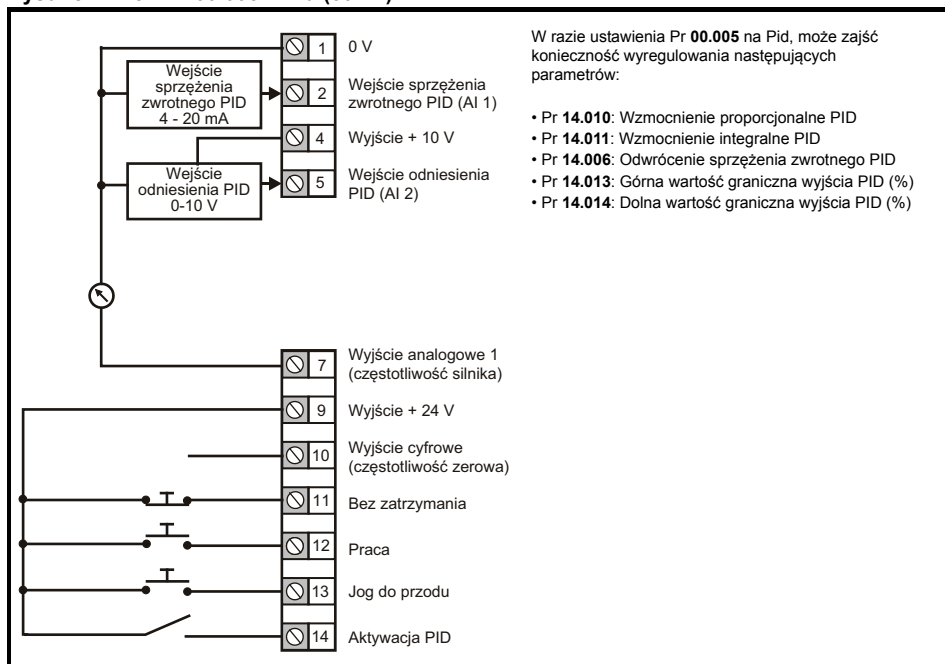 Wejście
sprzężenia
zwrotnego PID
4 - 20 mA
Wejście
odniesienia PID
0-10 V
1
0 V
2
Wejście sprzężenia
zwrotnego PID (AI 1)
4
Wyjście + 10 V
5
Wejście odniesienia
PID (AI 2)
7
Wyjście analogowe 1
(częstotliwość silnika)
9
Wyjście + 24 V
10
Wyjście cyfrowe
(częstotliwość zerowa)
11
Bez zatrzymania
12
Praca
13
Jog do przodu
14
Aktywacja PID
W razie ustawienia Pr 00.005 na Pid, może zajść
konieczność wyregulowania następujących
parametrów:
• Pr 14.010: Wzmocnienie proporcjonalne PID
• Pr 14.011: Wzmocnienie integralne PID
• Pr 14.006: Odwrócenie sprzężenia zwrotnego PID
• Pr 14.013: Górna wartość graniczna wyjścia PID (%)
• Pr 14.014: Dolna wartość graniczna wyjścia PID (%)